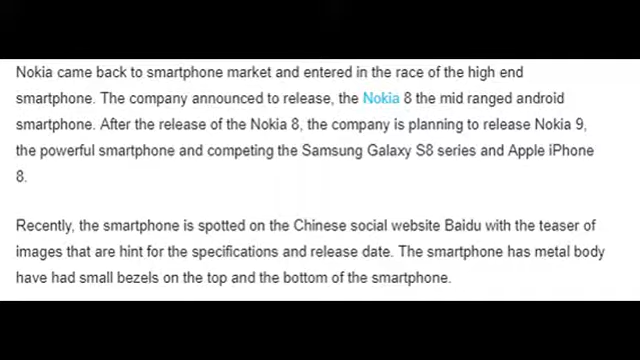 Nokia came back to smartphone market and entered in the race of the high end
smartphone. The company announced to release, the Nokia 8 the mid ranged android
smartphone. After the release of the Nokia 8, the company is planning to release Nokia 9,
the powerful smartphone and competing the Samsung Galaxy S8 series and Apple iPhone
8.
Recently, the smartphone is spotted on the Chinese social website Baidu with the teaser of
images that are hint for the specifications and release date. The smartphone has metal body
have had small bezels on the top and the bottom of the smartphone.